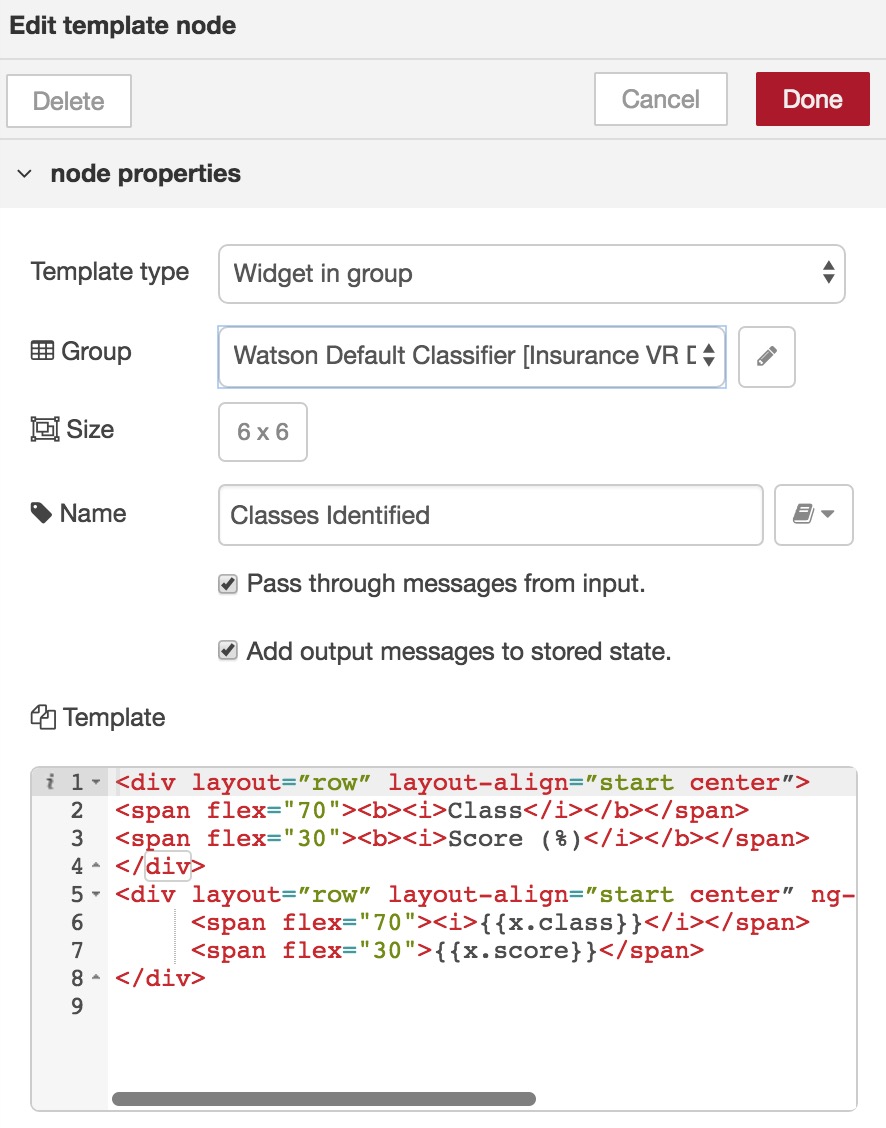 Edit template node
Delete Cancel Done
node properties
Template type Widget in group
Group Watson Default Classifier [Insurance VR D
Size 6 x 6
Name Classes Identified
Pass through messages from input.
Add output messages to stored state.
Template
i 1 <div layout=”row” layout-align=”start center”>
2 <span flex="70"><b><i>Class</i></b></span>
3 <span flex="30"><b><i>Score (%)</i></b></span>
4 </div>
5 <div layout=”row” layout-align=”start center” ng-
6 <span flex="70"><i>{{x.class}}</i></span>
7 <span flex="30">{{x.score}}</span>
8 </div>
9